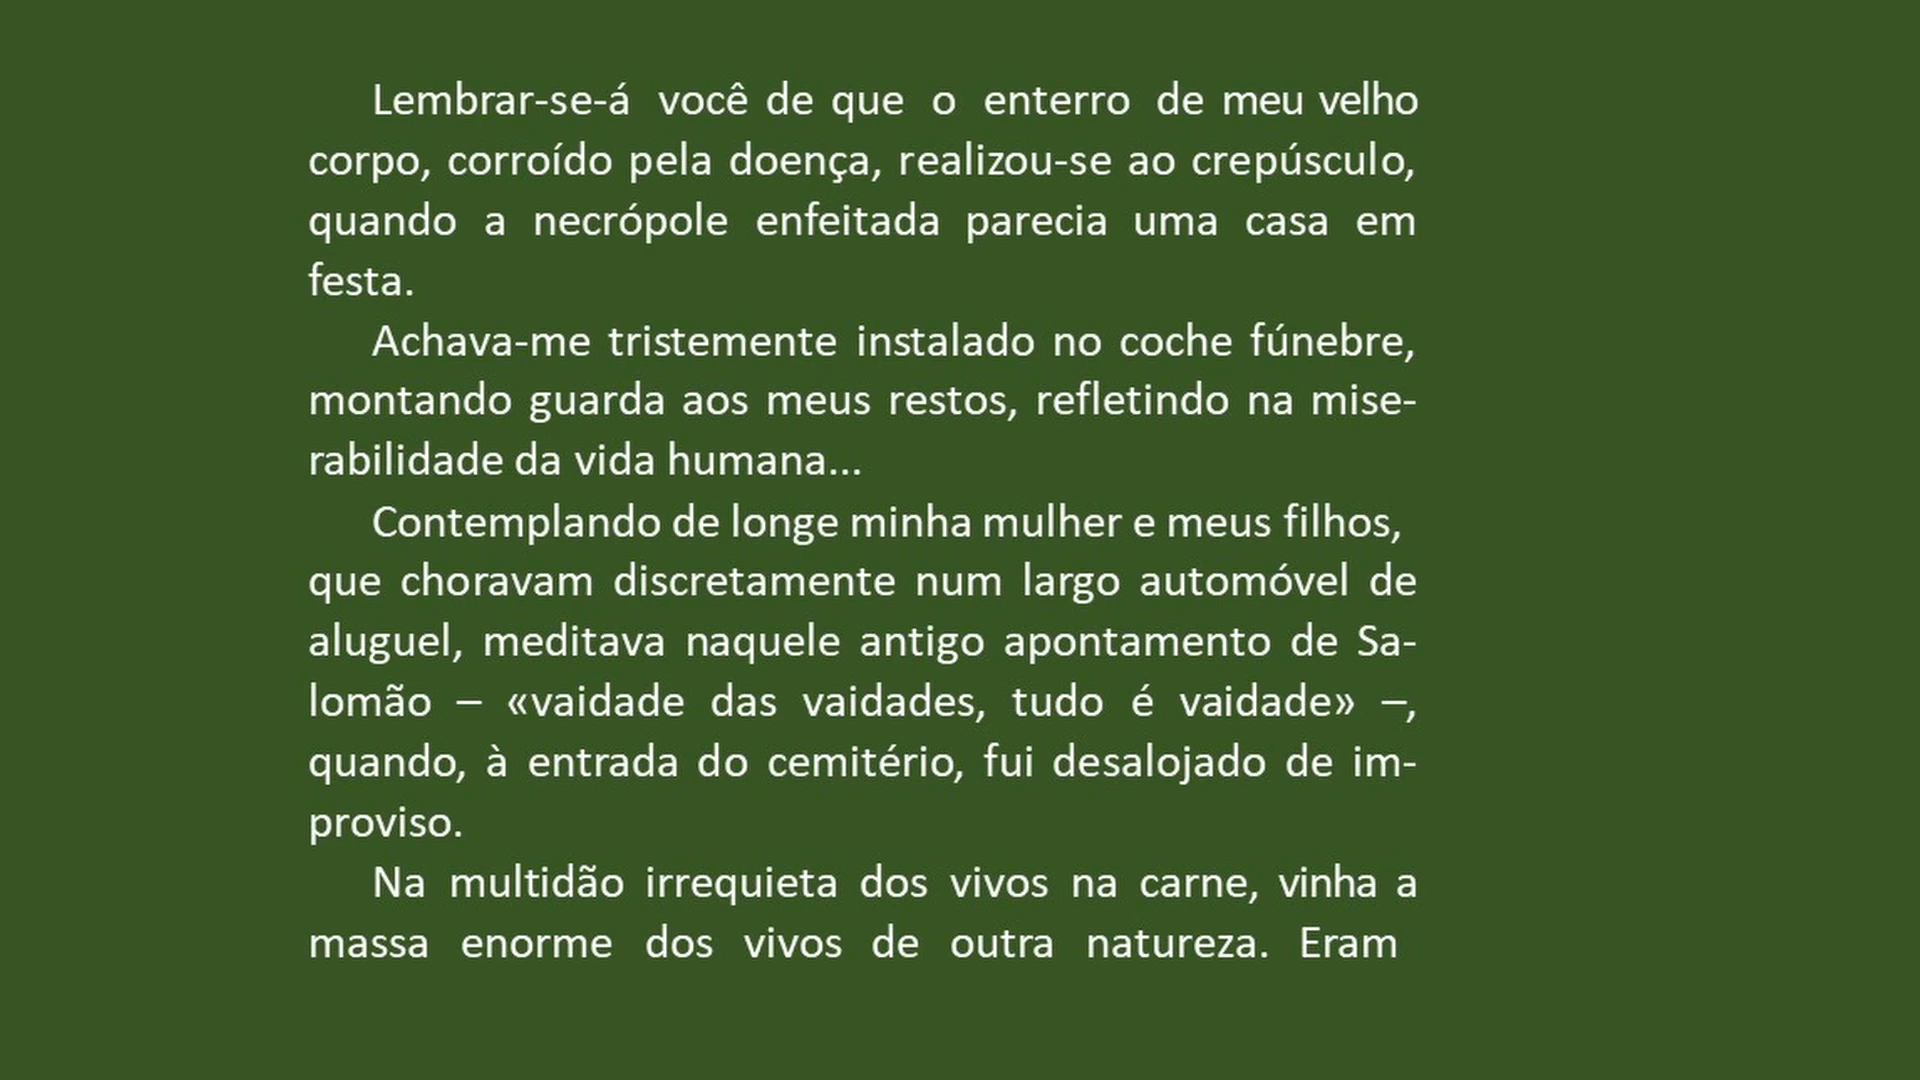 Lembrar-se-á você de que o enterro de meu velho
corpo, corroído pela doença, realizou-se ao crepúsculo,
quando a necrópole enfeitada parecia uma casa em
festa.
Achava-me tristemente instalado no coche fúnebre,
montando guarda aos meus restos, refletindo na mise-
rabilidade da vida humana...
Contemplando de longe minha mulher e meus filhos,
que choravam discretamente num largo automóvel de
aluguel, meditava naquele antigo apontamento de Sa-
lomão – «vaidade das vaidades, tudo é vaidade» –,
quando, à entrada do cemitério, fui desalojado de im-
proviso.
Na multidão irrequieta dos vivos na carne, vinha a
massa enorme dos vivos de outra natureza. Eram